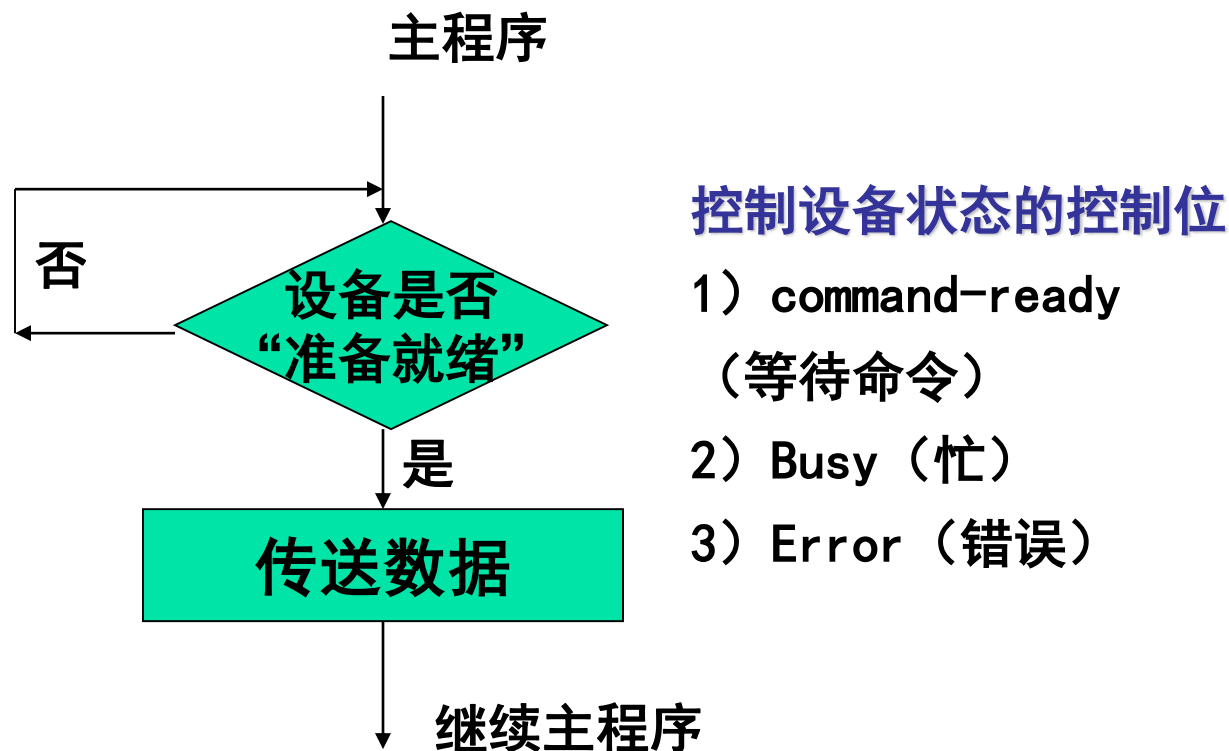 主程序
否
设备是否
“准备就绪”
是
传送数据
继续主程序
控制设备状态的控制位
1）command-ready
（等待命令）
2）Busy（忙）
3）Error（错误）